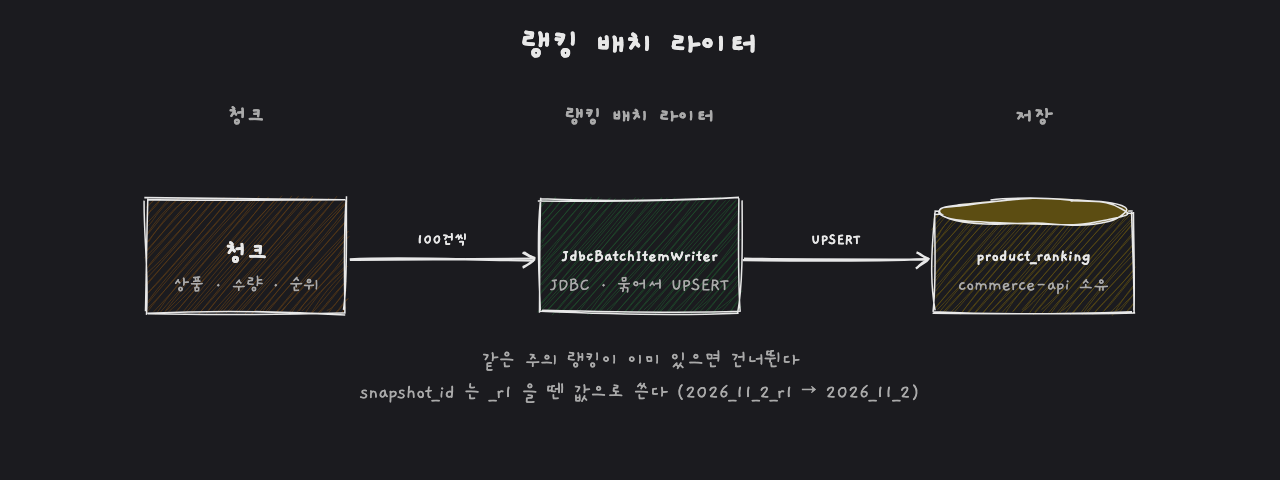 랭킹 배치 라이터
청크
랭킹 배치 라이터
저장
청크
상품 · 수량 · 순위
100건씩
JdbcBatchItemWriter
JDBC · 묶어서 UPSERT
UPSERT
product_ranking
commerce-api 소유
같은 주의 랭킹이 이미 있으면 건너뛴다
snapshot_id 는 _r1 을 뗀 값으로 쓴다 (2026_11_2_r1 → 2026_11_2)